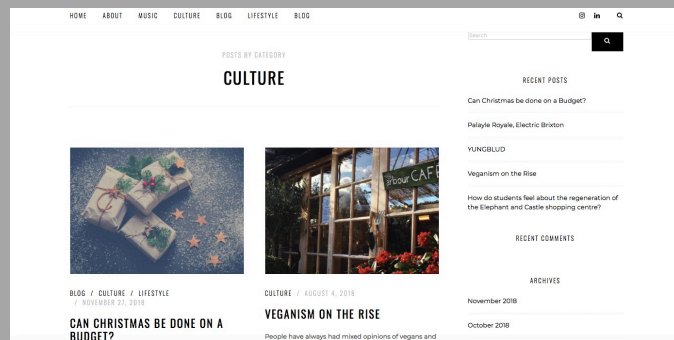 HOME ABOUT MUSIC CULTURE BLOG LIFESTYLE BLOG
POSTS BY CATEGORY
CULTURE
arbour CAFE
BLOG / CULTURE / LIFESTYLE
/ NOVEMBER 27, 2018
CAN CHRISTMAS BE DONE ON A
BUDGET?
CULTURE / AUGUST 4, 2018
VEGANISM ON THE RISE
People have always had mixed opinions of vegans and
Search
RECENT POSTS
Can Christmas be done on a Budget?
Palayle Royale, Electric Brixton
YUNGBLUD
Veganism on the Rise
How do students feel about the regeneration of
the Elephant and Castle shopping centre?
RECENT COMMENTS
ARCHIVES
November 2018
October 2018